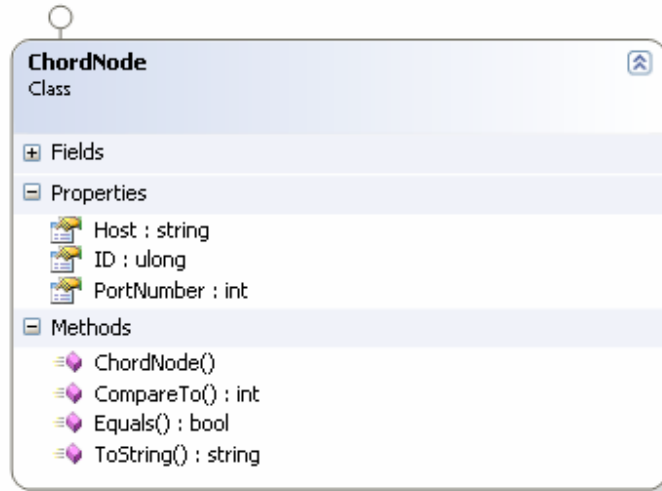 ChordNode
Class
Fields
Properties
Host : string
ID : ulong
PortNumber : int
Methods
ChordNode()
CompareTo() : int
Equals() : bool
ToString() : string